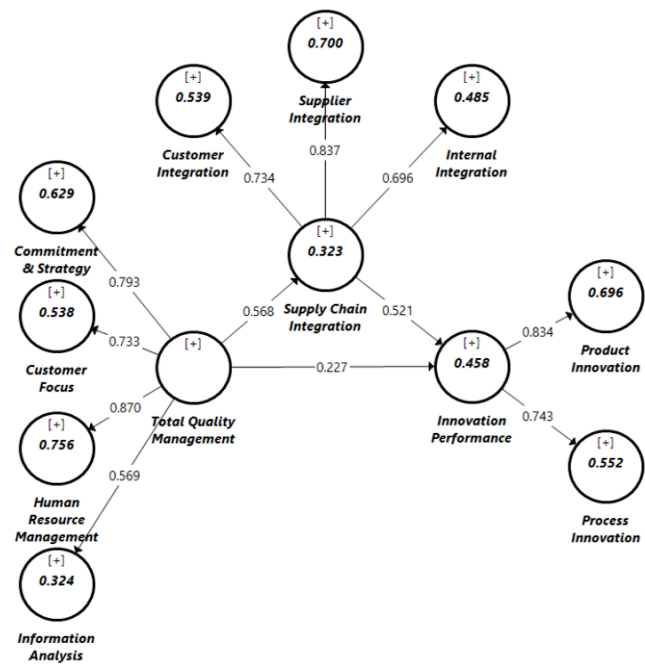 [+]
0.700
Supplier
Integration
[+]
0.539
Customer
Integration
[+]
0.485
Internal
Integration
0.837
0.734
0.696
[+]
0.629
Commitment
& Strategy
[+]
0.323
Supply Chain
Integration
0.793
0.568
0.521
[+]
0.538
Customer
Focus
0.733
[+]
Total Quality
Management
0.227
[+]
0.458
Innovation
Performance
[+]
0.696
Product
Innovation
0.834
0.743
0.870
[+]
0.756
Human
Resource
Management
0.569
[+]
0.552
Process
Innovation
[+]
0.324
Information
Analysis